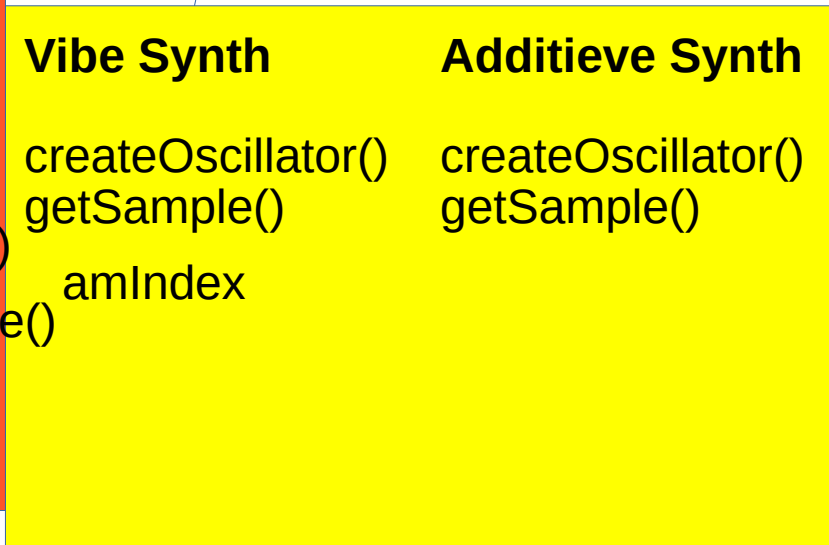 Vibe Synth
createOscillator()
getSample()
amIndex
Additieve Synth
createOscillator()
getSample()
)
e()